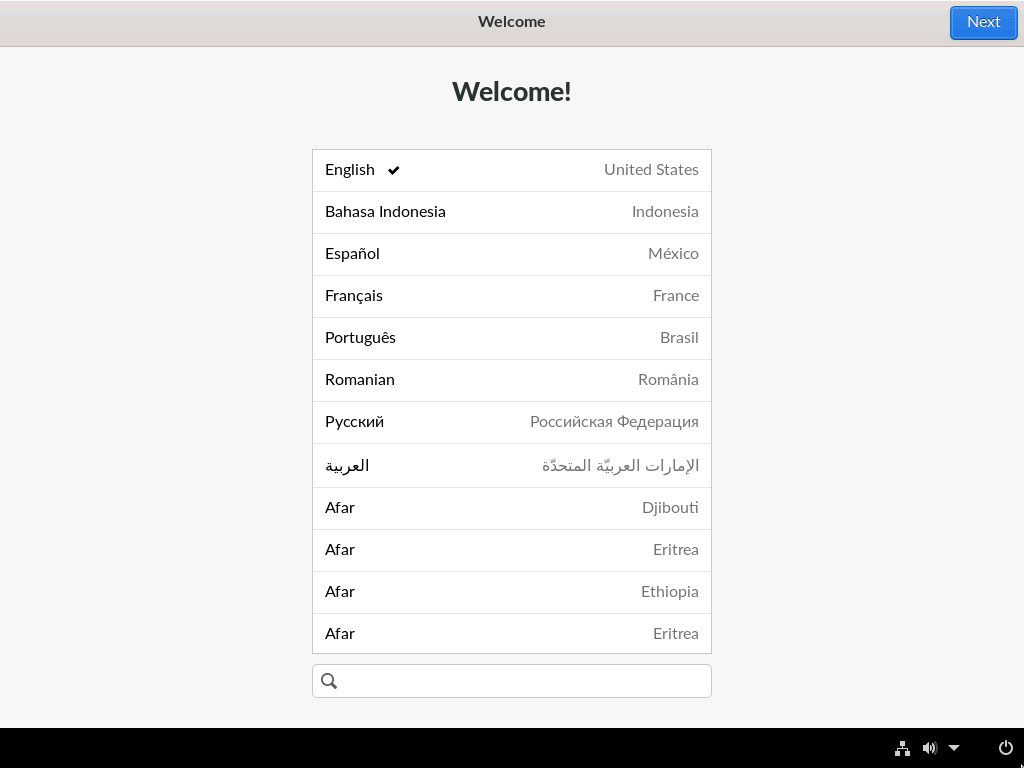 Welcome
Next
Welcome!
English United States
Bahasa Indonesia Indonesia
Español México
Français France
Português Brasil
Romanian România
Русский Российская Федерация
العربية الإمارات العربيّة المتحدّة
Afar Djibouti
Afar Eritrea
Afar Ethiopia
Afar Eritrea